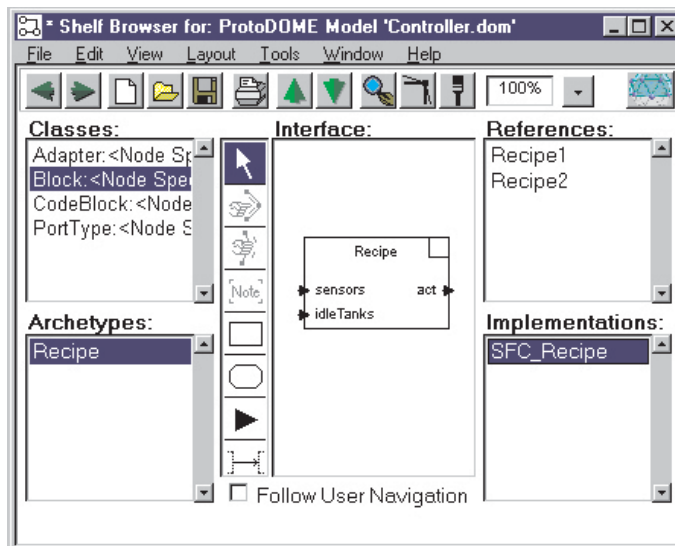 * Shelf Browser for: ProtoDOME Model 'Controller.dom'
File Edit View Layout Tools Window Help
100%
Classes:
Adapter:<Node Sp
Block:<Node Spe
CodeBlock:<Node
PortType:<Node S
Archetypes:
Recipe
[Note]
Interface:
Recipe
sensors act
idleTanks
Follow User Navigation
References:
Recipe1
Recipe2
Implementations:
SFC_Recipe